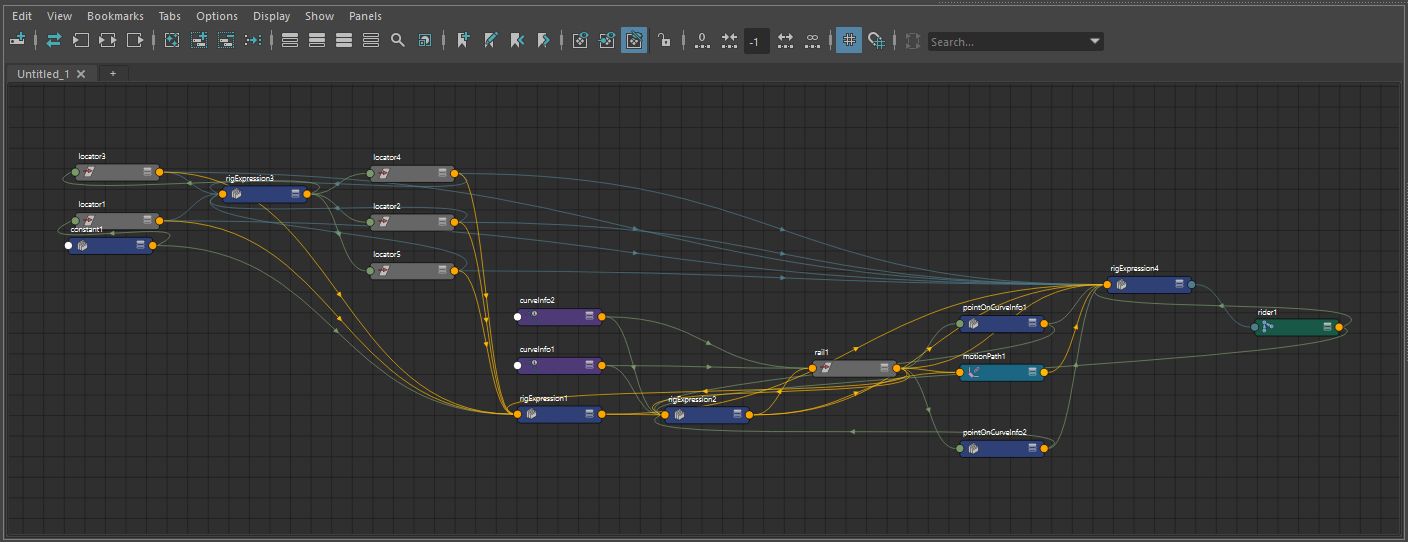 Edit View Bookmarks Tabs Options Display Show Panels
0 -1 ∞ Search...
Untitled_1 +
locator3
locator4
rigExpression3
locator1
locator2
constant1
locator5
rigExpression4
curveInfo2
pointOnCurveInfo1
rider1
curveInfo1
rail1
motionPath1
rigExpression1
rigExpression2
pointOnCurveInfo2